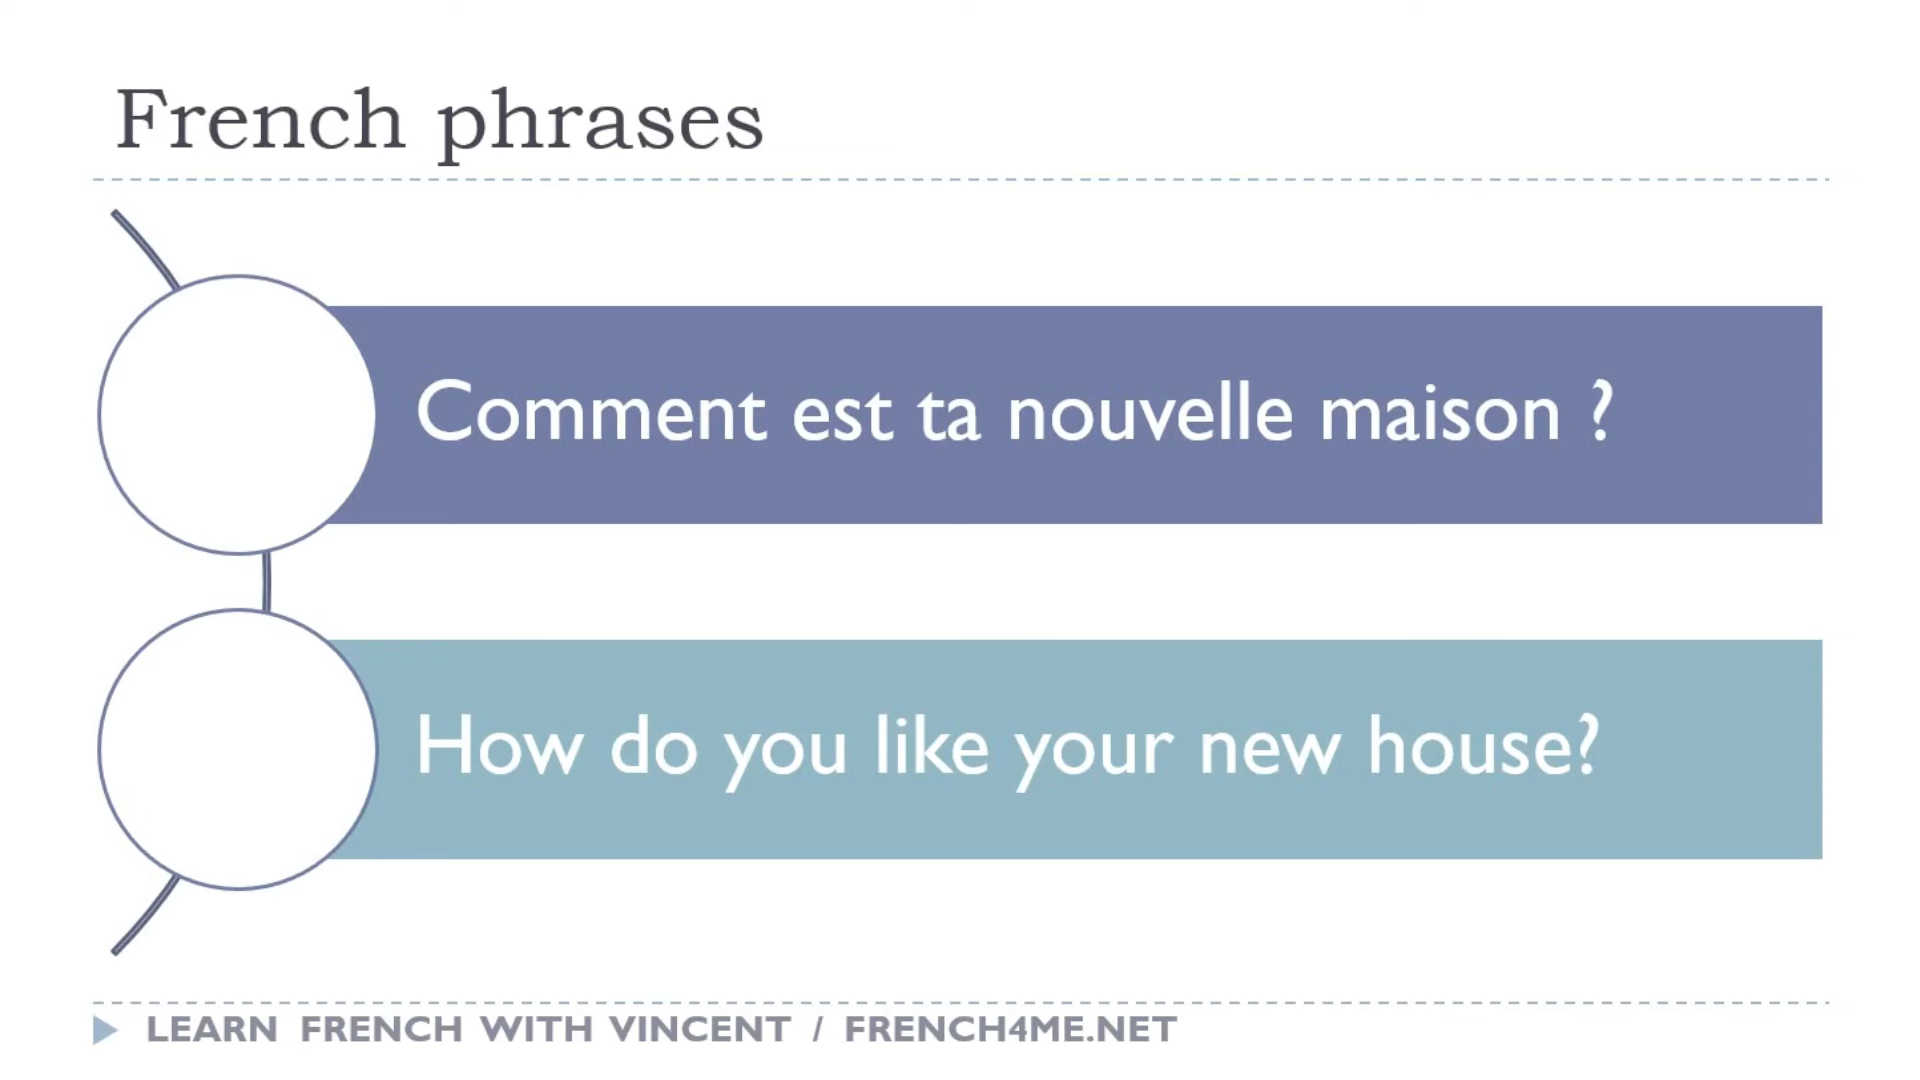 French phrases
Comment est ta nouvelle maison ?
How do you like your new house?
LEARN FRENCH WITH VINCENT / FRENCH4ME.NET